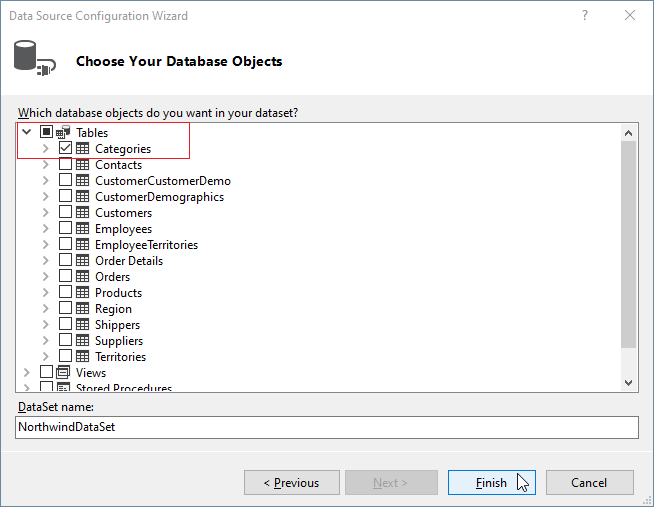 Data Source Configuration Wizard
?
Choose Your Database Objects
Which database objects do you want in your dataset?
Tables
Categories
Contacts
CustomerCustomerDemo
CustomerDemographics
Customers
Employees
EmployeeTerritories
Order Details
Orders
Products
Region
Shippers
Suppliers
Territories
Views
Stored Procedures
DataSet name:
NorthwindDataSet
< Previous Next > Finish Cancel